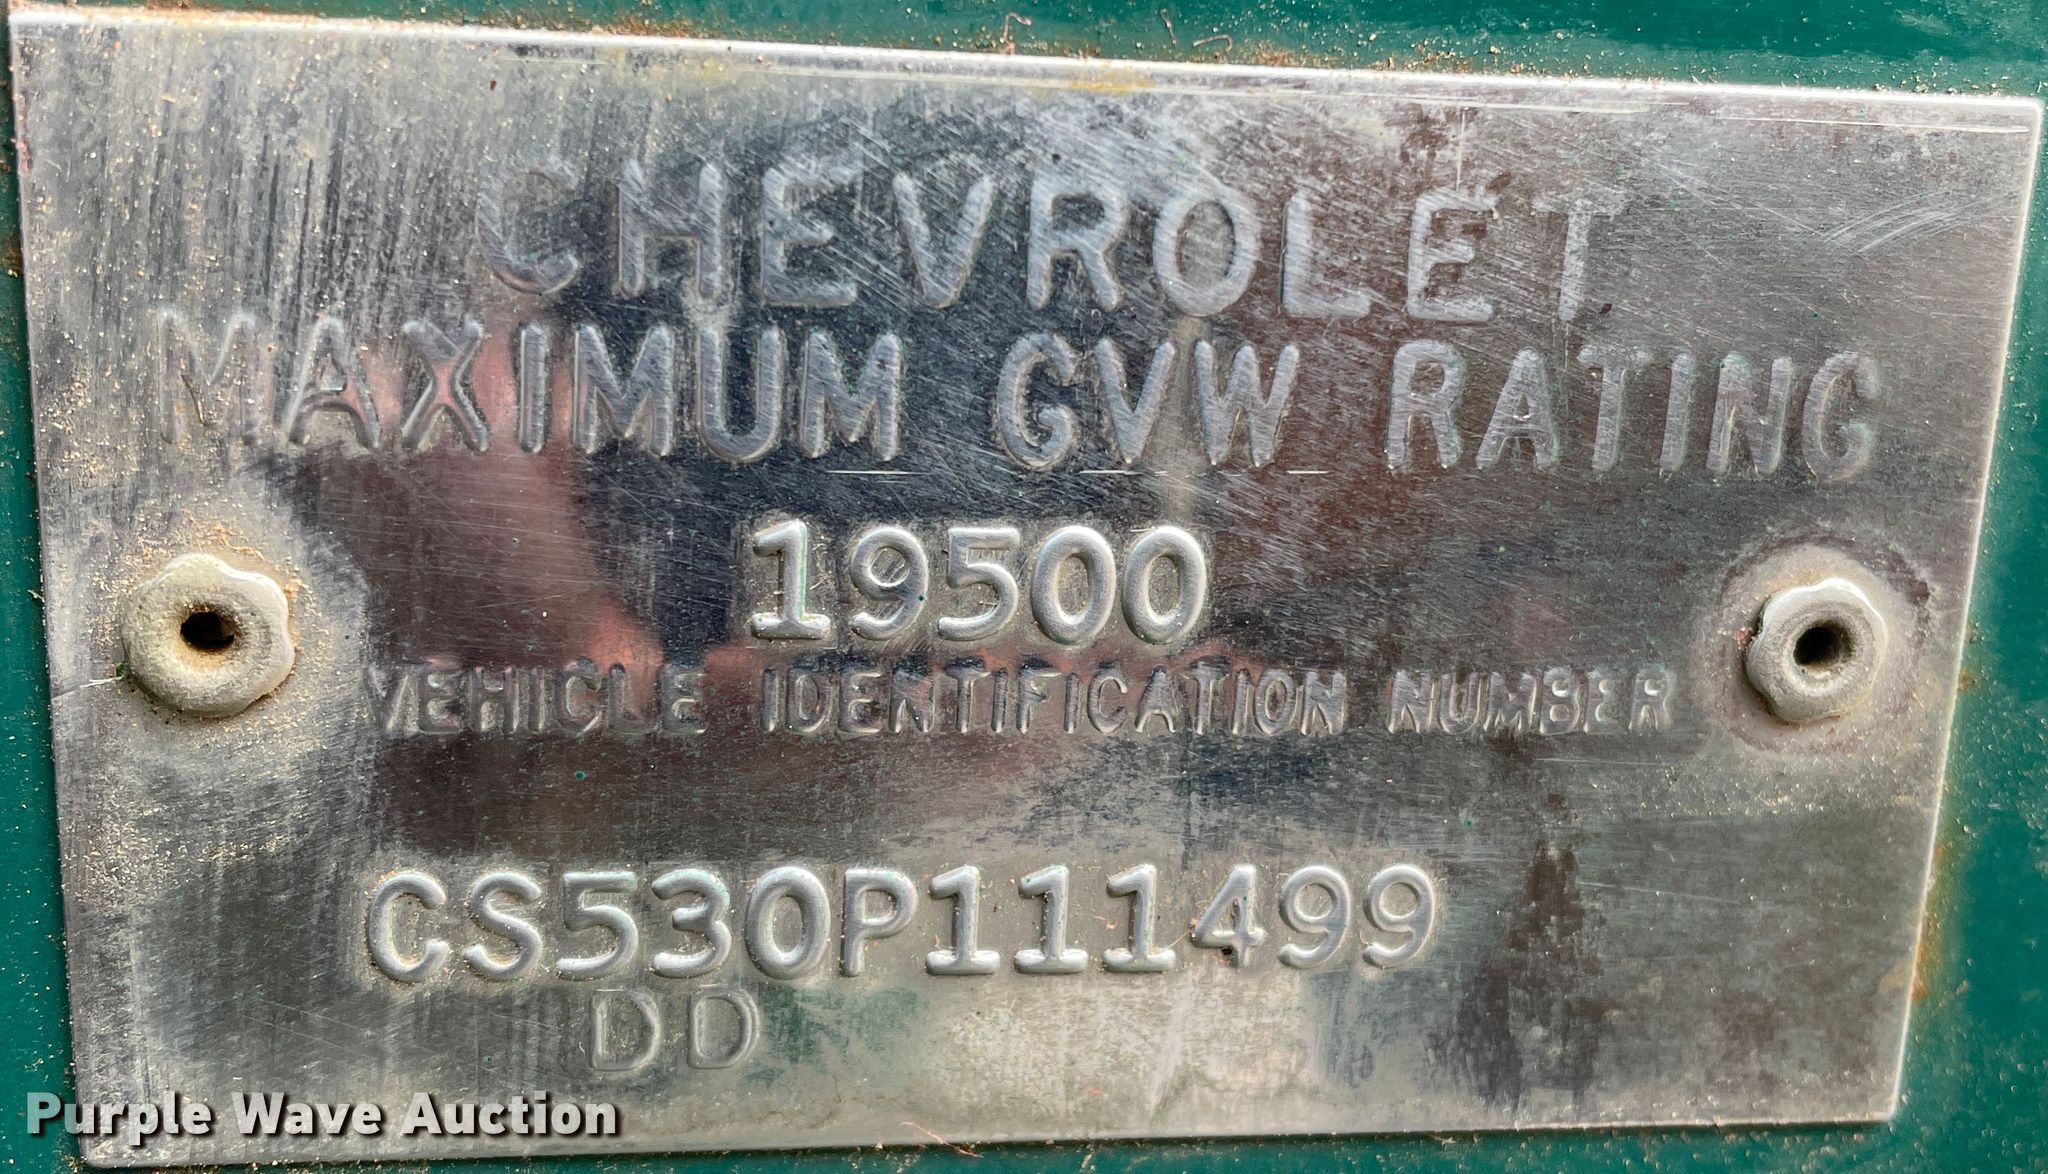 CHEVROLET
MAXIMUM GVW RATING
19500
VEHICLE IDENTIFICATION NUMBER
CS530P111499
DD
Purple Wave Auction